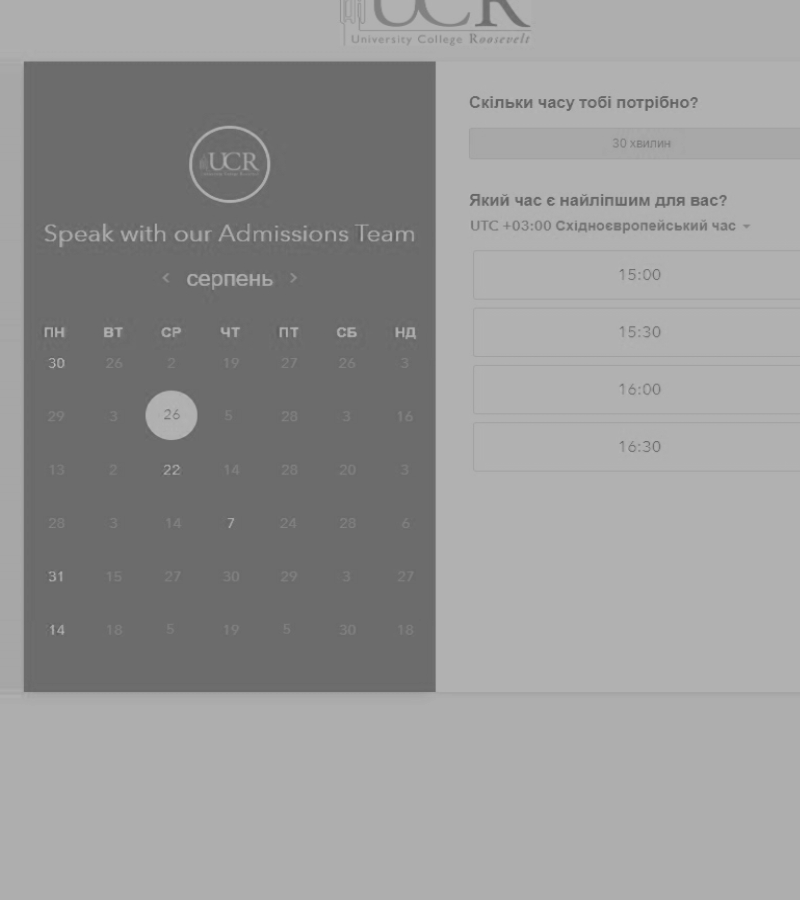 UCR
University College Roosevelt
UCR
Speak with our Admissions Team
серпень
ПН ВТ СР ЧТ ПТ СБ НД
30 26 2 19 27 26 3
29 3 26 5 28 3 16
13 2 22 14 28 20 3
28 3 14 7 24 28 6
31 15 27 30 29 3 27
14 18 5 19 5 30 18
Скільки часу тобі потрібно?
30 хвилин
Який час є найліпшим для вас?
UTC +03:00 Східноєвропейський час
15:00
15:30
16:00
16:30